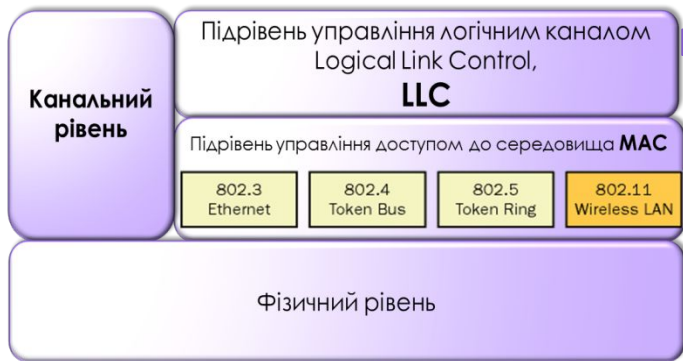 Канальний
рівень
Підрівень управління логічним каналом
Logical Link Control,
LLC
Підрівень управління доступом до середовища MAC
802.3
Ethernet
802.4
Token Bus
802.5
Token Ring
802.11
Wireless LAN
Фізичний рівень